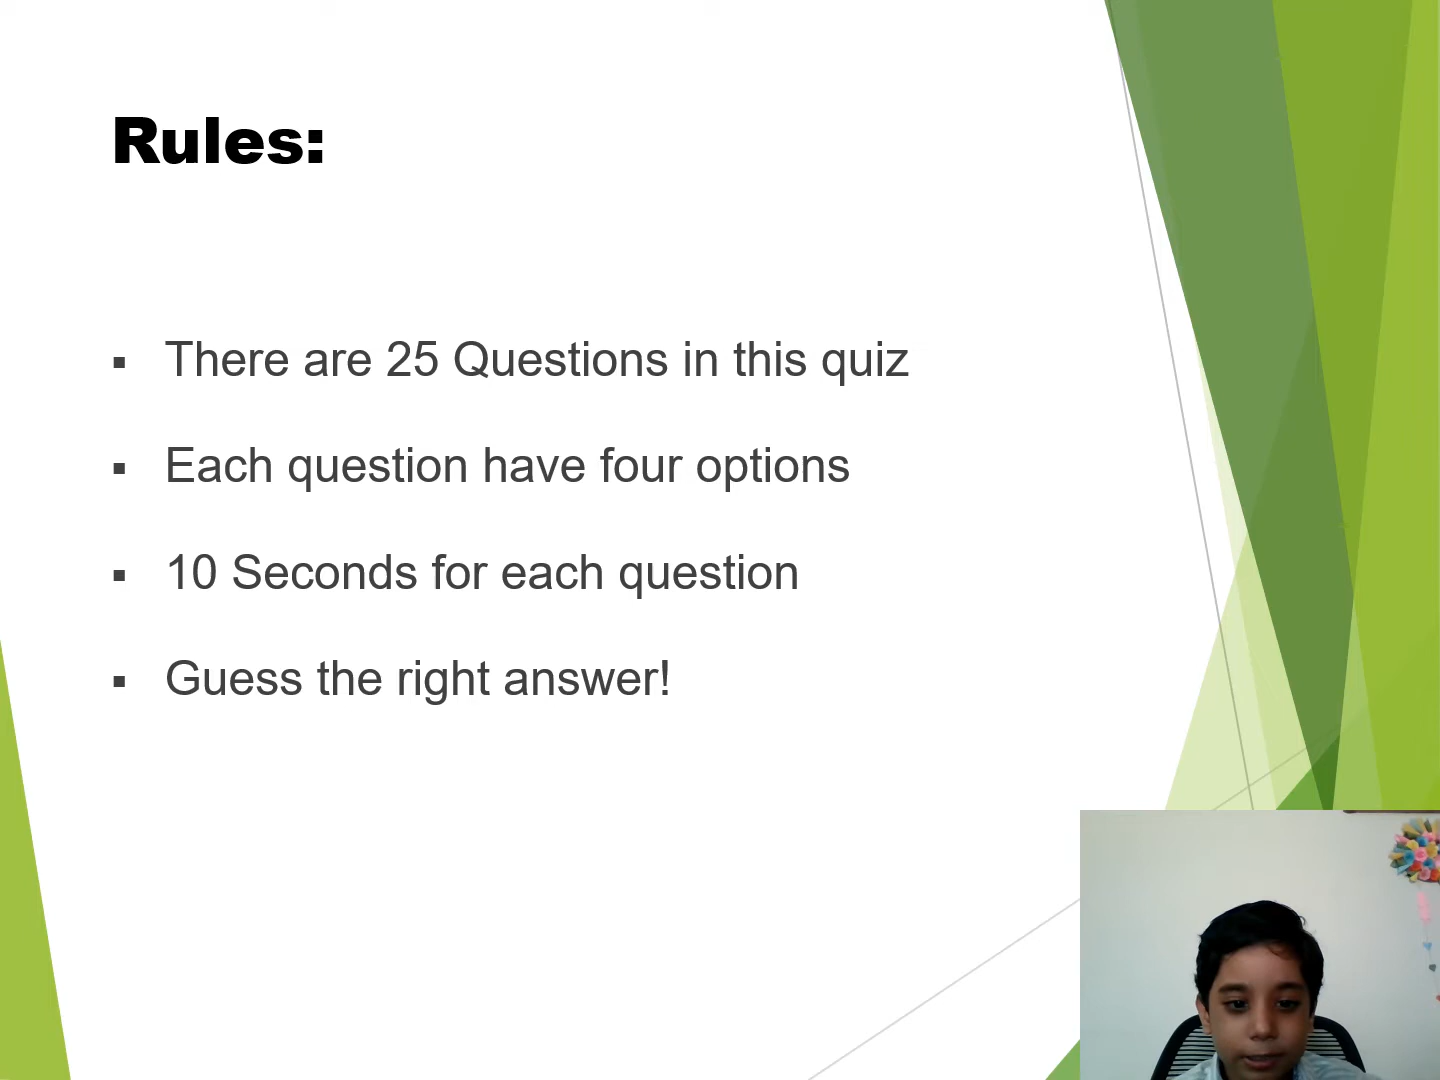 Rules:
There are 25 Questions in this quiz
Each question have four options
10 Seconds for each question
Guess the right answer!